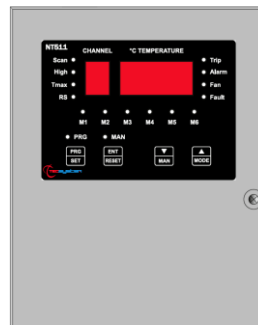 NT511 CHANNEL °C TEMPERATURE
Scan Trip
High Alarm
Tmax Fan
RS Fault
M1 M2 M3 M4 M5 M6
PRG MAN
PRG ENT ▼ ▲
SET RESET MAN MODE